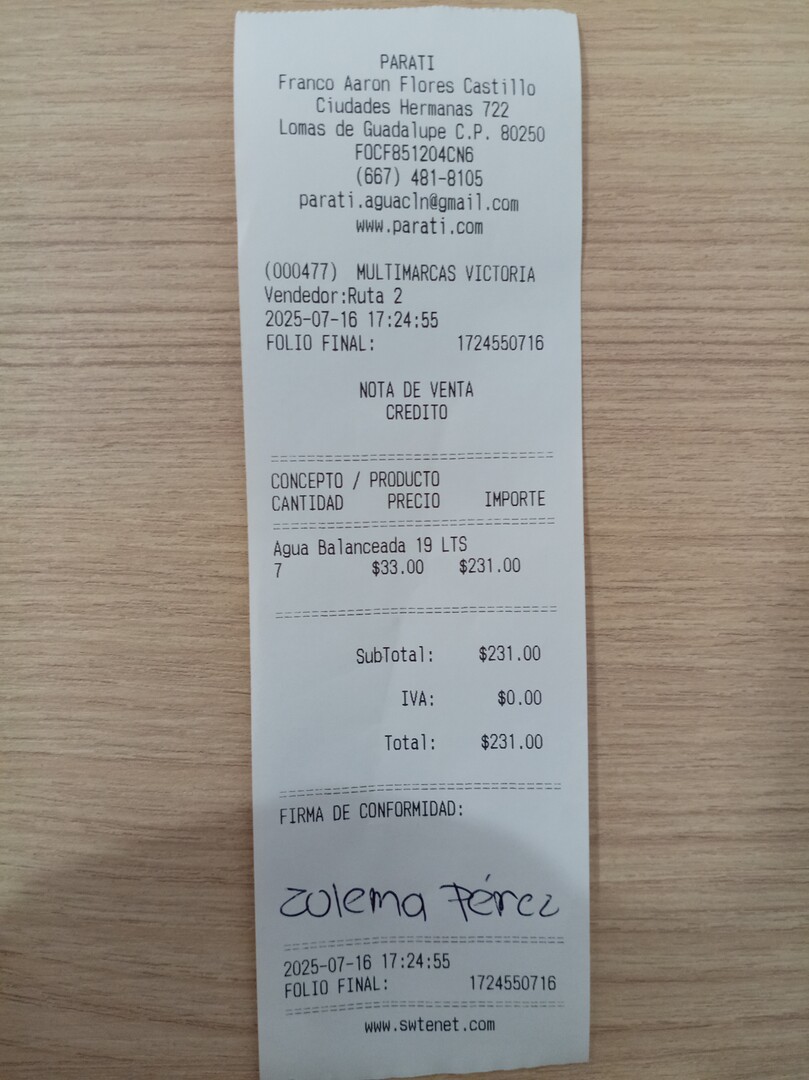 PARATI
Franco Aaron Flores Castillo
Ciudades Hermanas 722
Lomas de Guadalupe C.P. 80250
FOCF851204CN6
(667) 481-8105
parati.aguacln@gmail.com
www.parati.com
(000477) MULTIMARCAS VICTORIA
Vendedor:Ruta 2
2025-07-16 17:24:55
FOLIO FINAL: 1724550716
NOTA DE VENTA
CREDITO
================================
CONCEPTO / PRODUCTO
CANTIDAD PRECIO IMPORTE
================================
Agua Balanceada 19 LTS
7 $33.00 $231.00
================================
SubTotal: $231.00
IVA: $0.00
Total: $231.00
================================
FIRMA DE CONFORMIDAD:
Zulema Pérez
================================
2025-07-16 17:24:55
FOLIO FINAL: 1724550716
================================
www.swtenet.com